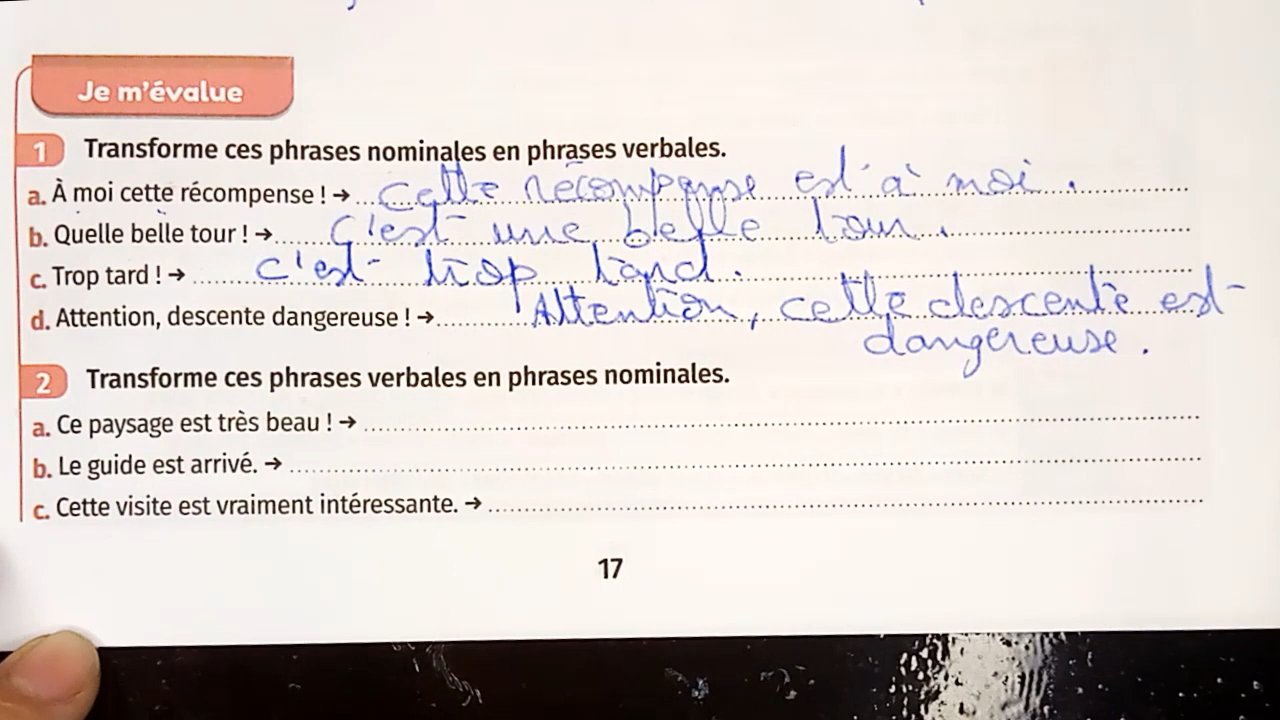 Je m'évalue
1 Transforme ces phrases nominales en phrases verbales.
a. À moi cette récompense ! → cette récompense est à moi.
b. Quelle belle tour ! → C'est une belle tour.
c. Trop tard ! → C'est trop tard.
d. Attention, descente dangereuse ! → Attention, cette descente est
dangereuse.
2 Transforme ces phrases verbales en phrases nominales.
a. Ce paysage est très beau ! →
b. Le guide est arrivé. →
c. Cette visite est vraiment intéressante. →
17